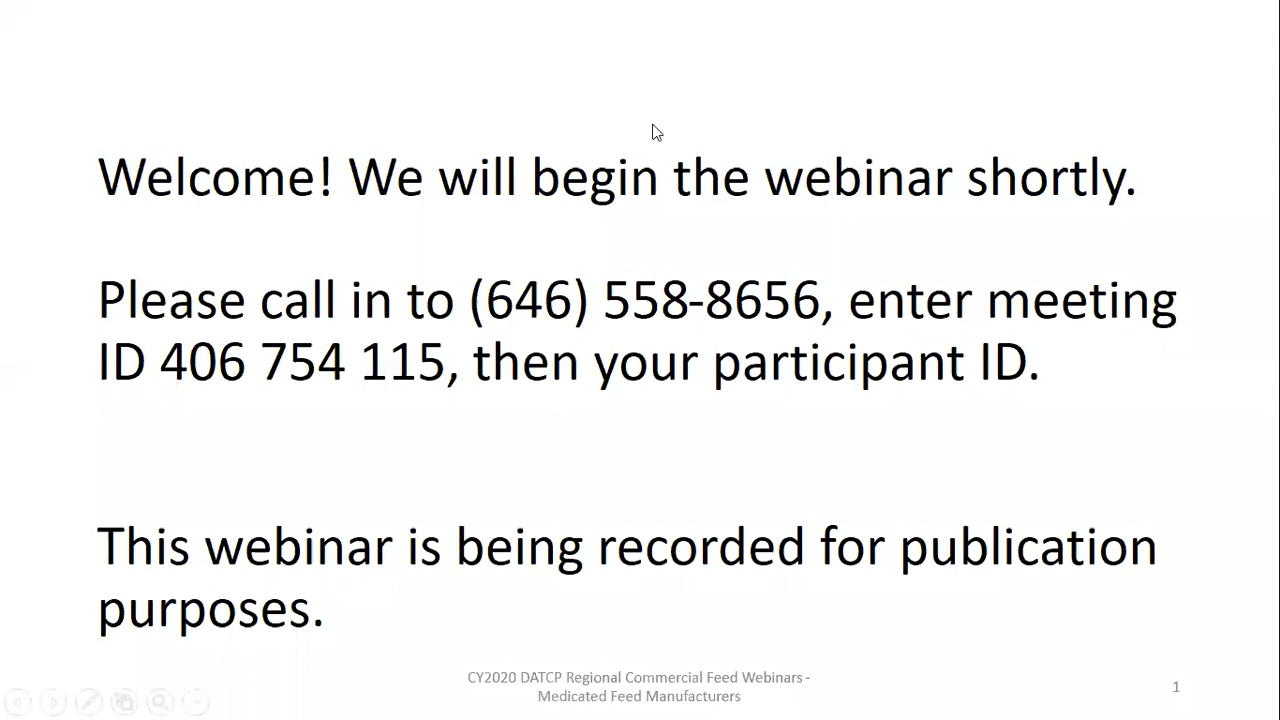 Welcome! We will begin the webinar shortly.
Please call in to (646) 558-8656, enter meeting
ID 406 754 115, then your participant ID.
This webinar is being recorded for publication
purposes.
CY2020 DATCP Regional Commercial Feed Webinars -
Medicated Feed Manufacturers
1